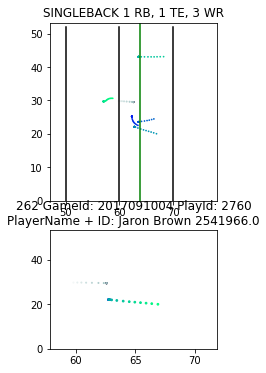 SINGLEBACK 1 RB, 1 TE, 3 WR
50
40
30
20
10
0
50 60 70
262 GameId: 2017091004 PlayId: 2760
PlayerName + ID: Jaron Brown 2541966.0
40
20
0
60 65 70